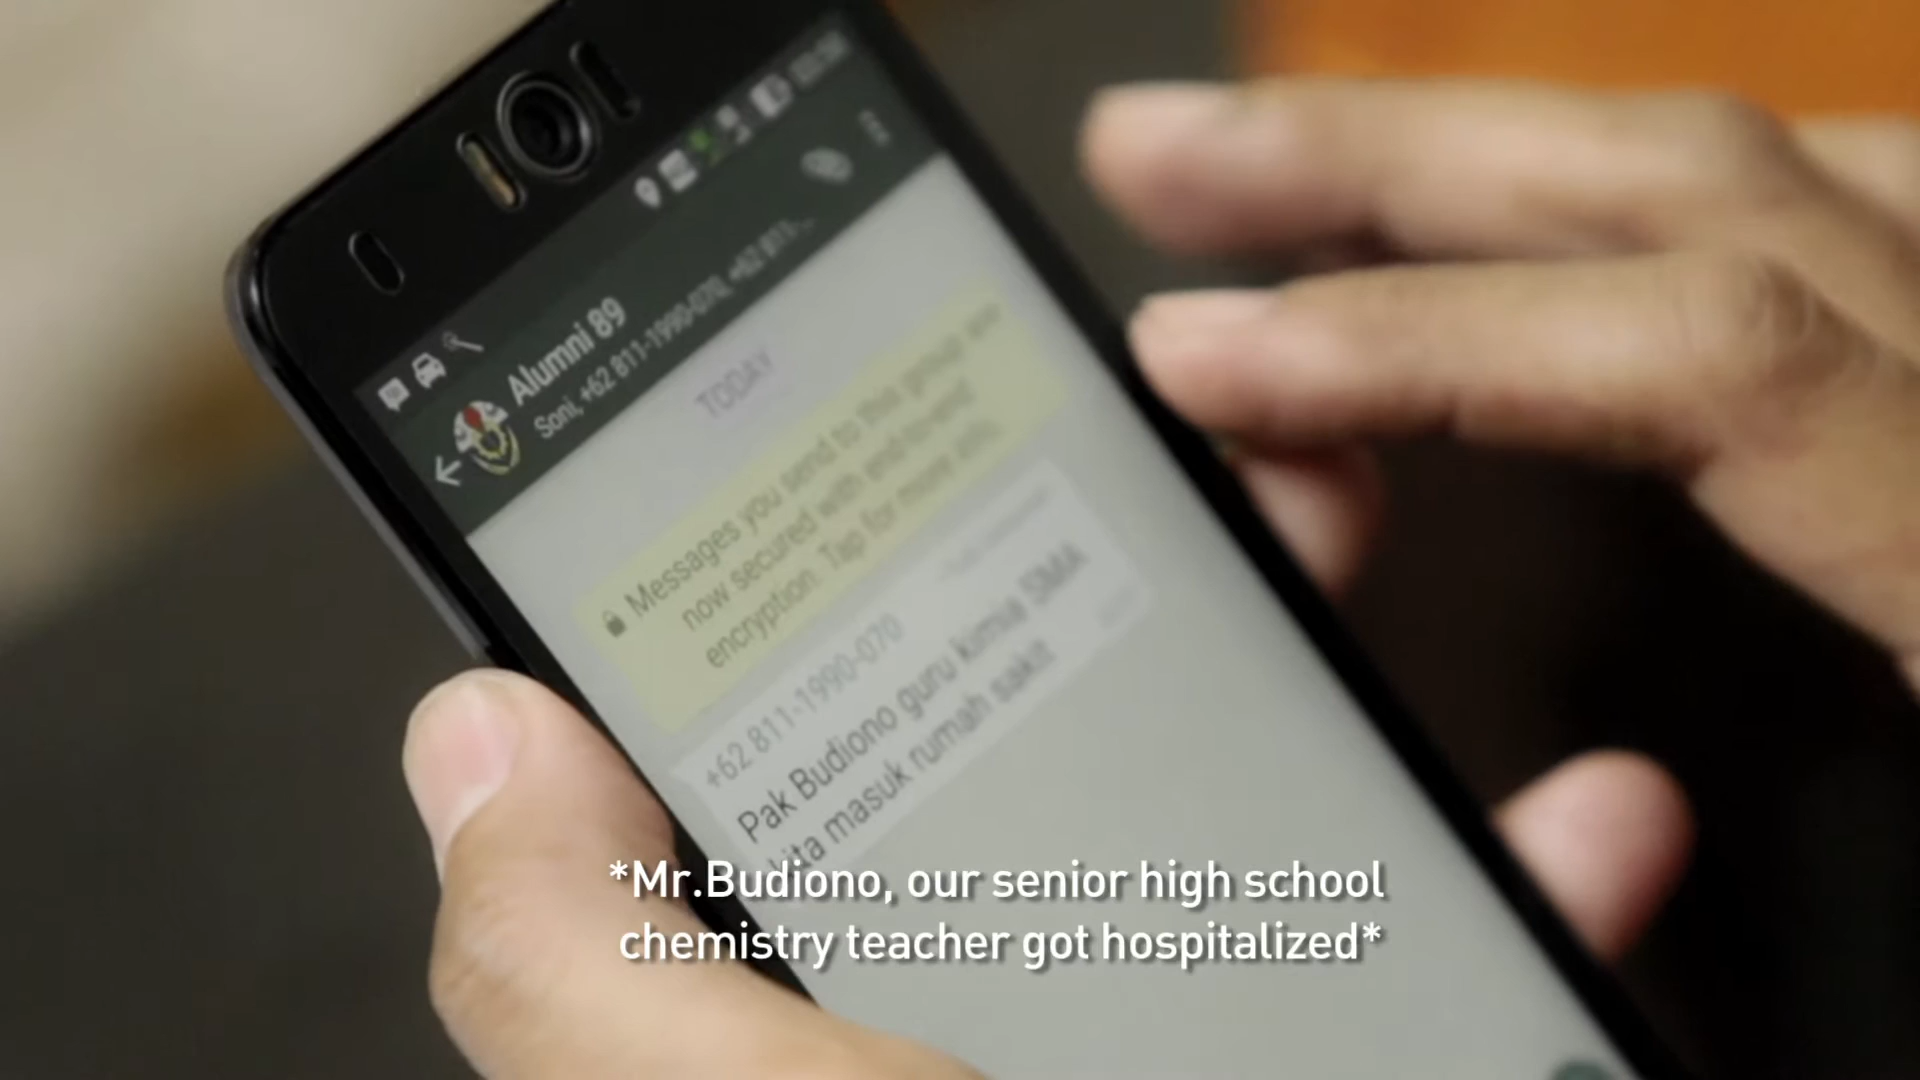 Alumni 89
Soni, +62 811-1990-070, +62 811-...
TODAY
Messages you send to this group are
now secured with end-to-end
encryption. Tap for more info.
+62 811-1990-070
Pak Budiono guru kimia SMA
kita masuk rumah sakit
*Mr.Budiono, our senior high school
chemistry teacher got hospitalized*